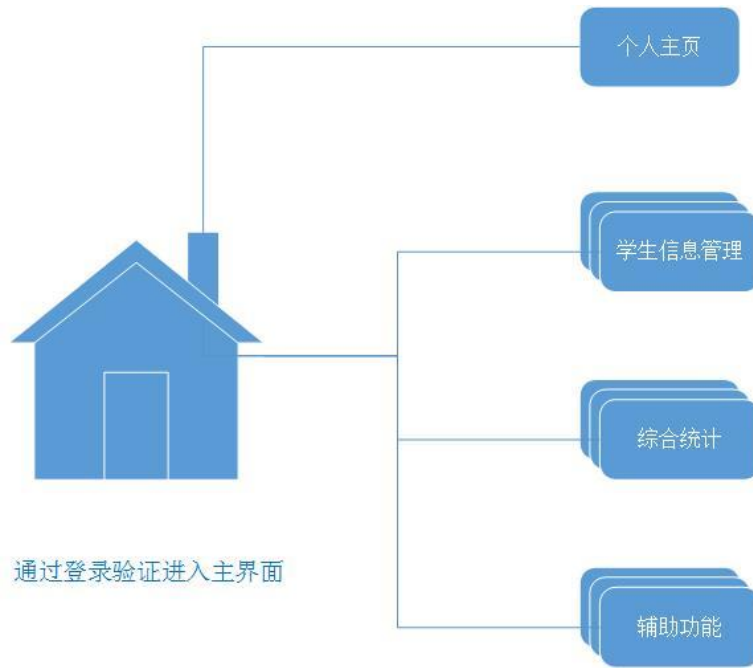 个人主页
学生信息管理
综合统计
通过登录验证进入主界面
辅助功能